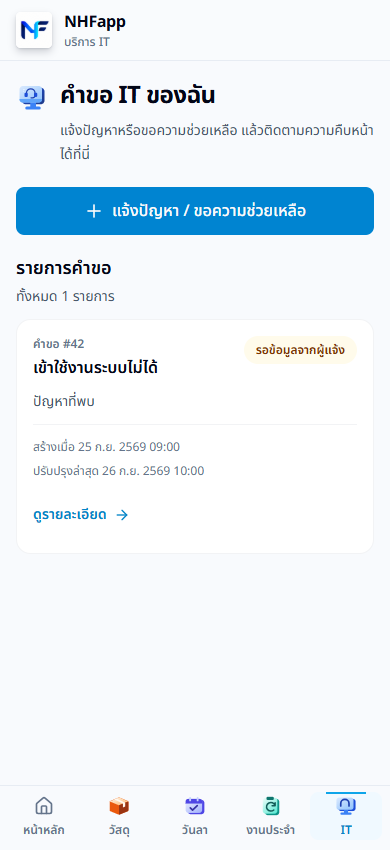 NHFapp
บริการ IT
คำขอ IT ของฉัน
แจ้งปัญหาหรือขอความช่วยเหลือ แล้วติดตามความคืบหน้า
ได้ที่นี่
แจ้งปัญหา / ขอความช่วยเหลือ
รายการคำขอ
ทั้งหมด 1 รายการ
คำขอ #42
รอข้อมูลจากผู้แจ้ง
เข้าใช้งานระบบไม่ได้
ปัญหาที่พบ
สร้างเมื่อ 25 ก.ย. 2569 09:00
ปรับปรุงล่าสุด 26 ก.ย. 2569 10:00
ดูรายละเอียด
หน้าหลัก วัสดุ วันลา งานประจำ IT